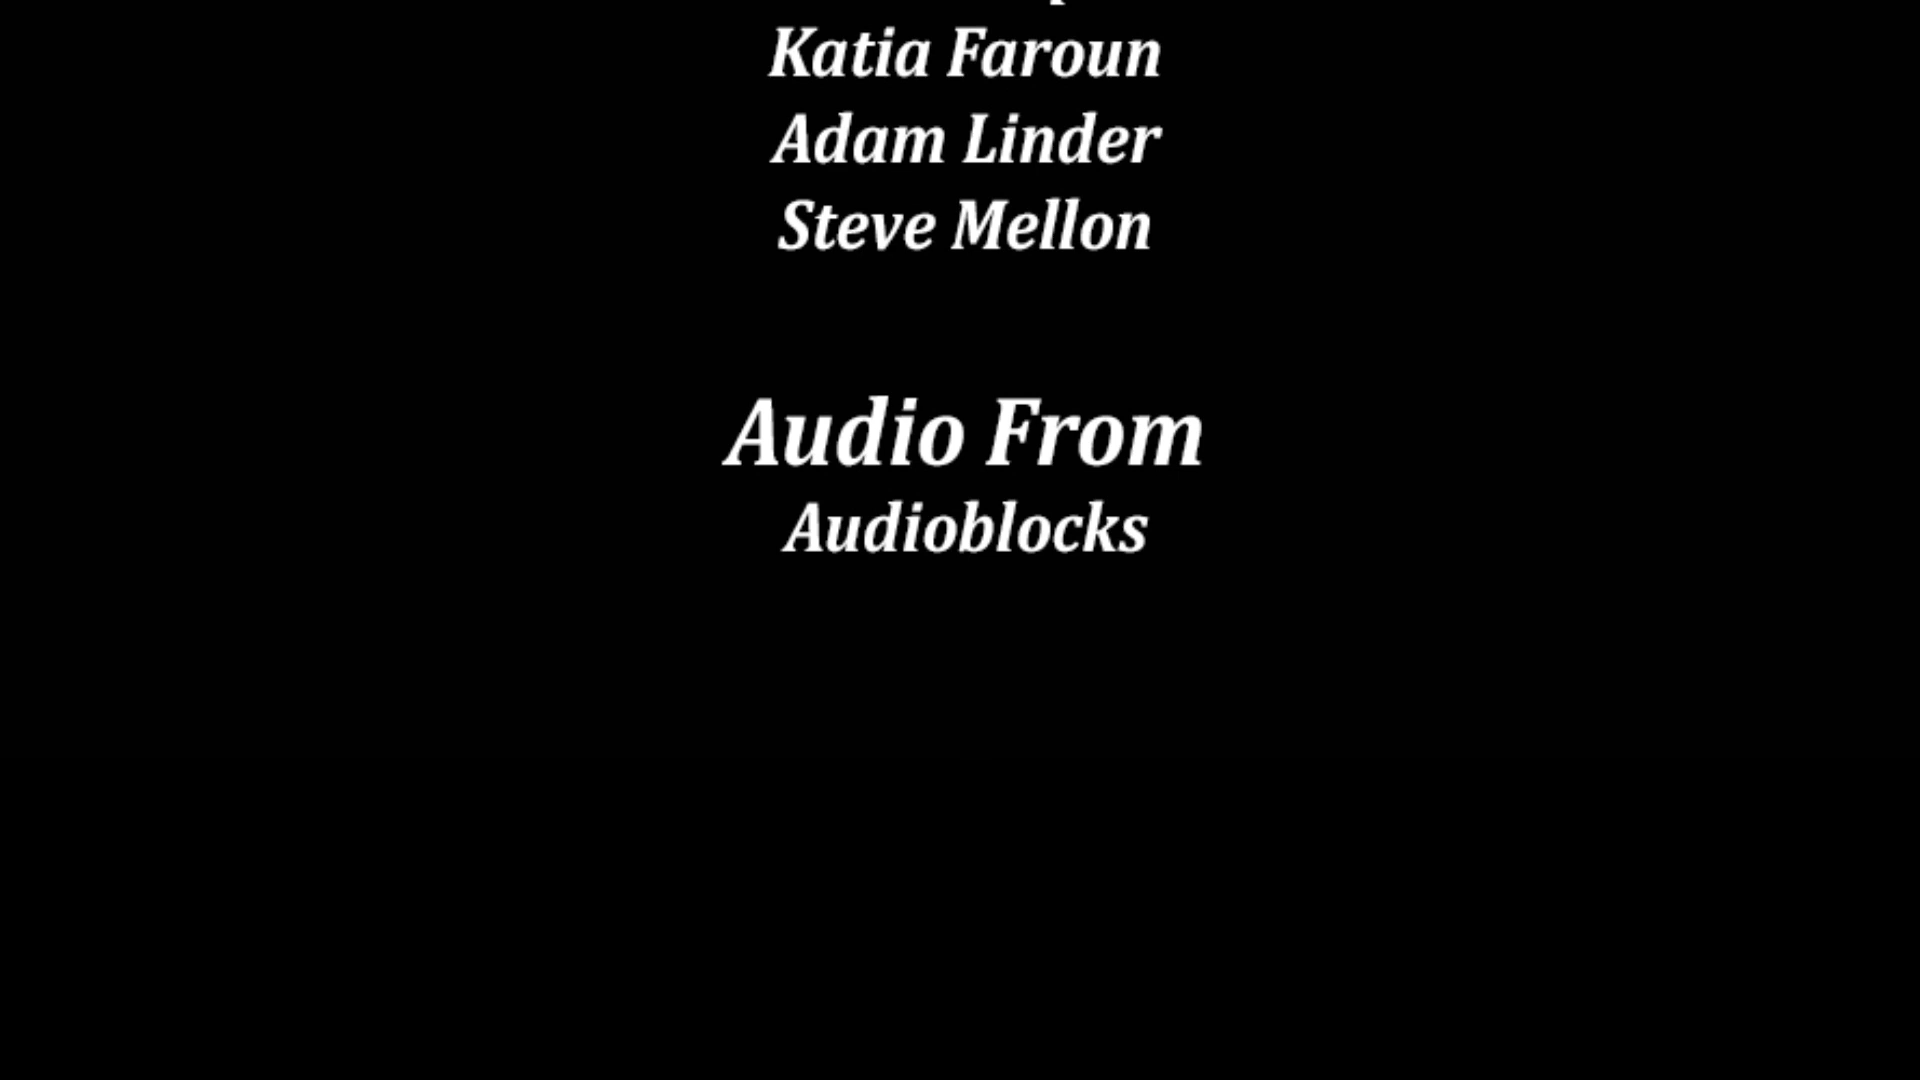 Katia Faroun
Adam Linder
Steve Mellon
Audio From
Audioblocks